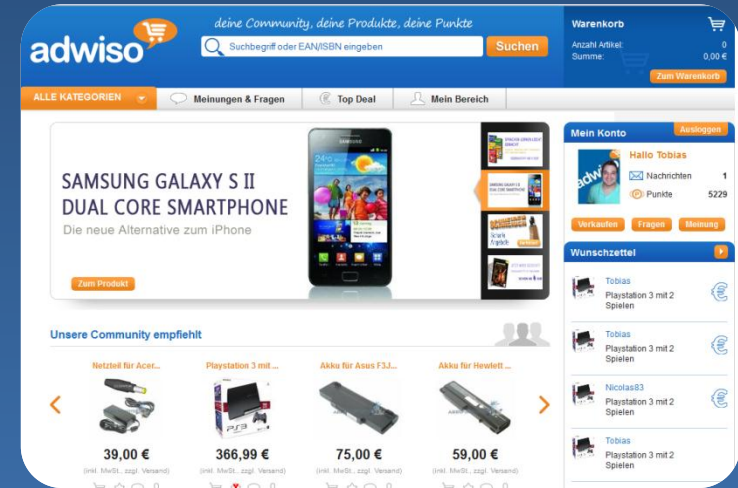 deine Community, deine Produkte, deine Punkte
adwiso
Suchbegriff oder EAN/ISBN eingeben
Suchen
Warenkorb
Anzahl Artikel: 0
Summe: 0,00 €
Zum Warenkorb
ALLE KATEGORIEN
Meinungen & Fragen
Top Deal
Mein Bereich
SAMSUNG GALAXY S II
DUAL CORE SMARTPHONE
Die neue Alternative zum iPhone
Zum Produkt
SAMSUNG
Mein Konto
Ausloggen
Hallo Tobias
Nachrichten 1
Punkte 5229
Verkaufen
Fragen
Meinung
Wunschzettel
Tobias
Playstation 3 mit 2
Spielen
Tobias
Playstation 3 mit 2
Spielen
Nicolas83
Playstation 3 mit 2
Spielen
Tobias
Playstation 3 mit 2
Spielen
Unsere Community empfiehlt
Netzteil für Acer...
Playstation 3 mit ...
Akku für Asus F3J...
Akku für Hewlett ...
PS3
39,00 €
366,99 €
75,00 €
59,00 €
(inkl. MwSt., zzgl. Versand)
(inkl. MwSt., zzgl. Versand)
(inkl. MwSt., zzgl. Versand)
(inkl. MwSt., zzgl. Versand)